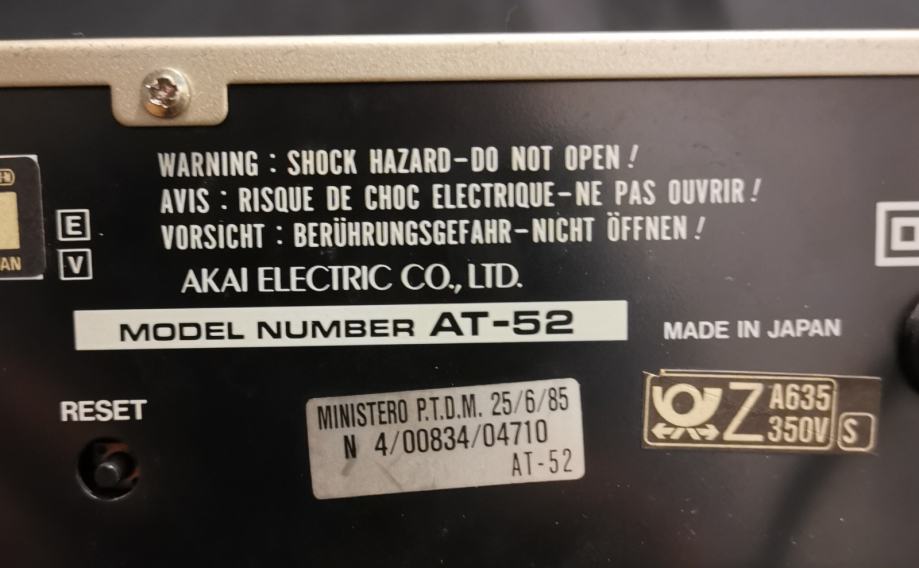 WARNING : SHOCK HAZARD-DO NOT OPEN !
AVIS : RISQUE DE CHOC ELECTRIQUE-NE PAS OUVRIR !
VORSICHT : BERÜHRUNGSGEFAHR-NICHT ÖFFNEN !
E
V
AKAI ELECTRIC CO., LTD.
MODEL NUMBER AT-52
MADE IN JAPAN
RESET
MINISTERO P.T.D.M. 25/6/85
N 4/00834/04710
AT-52
Z A635
350V S